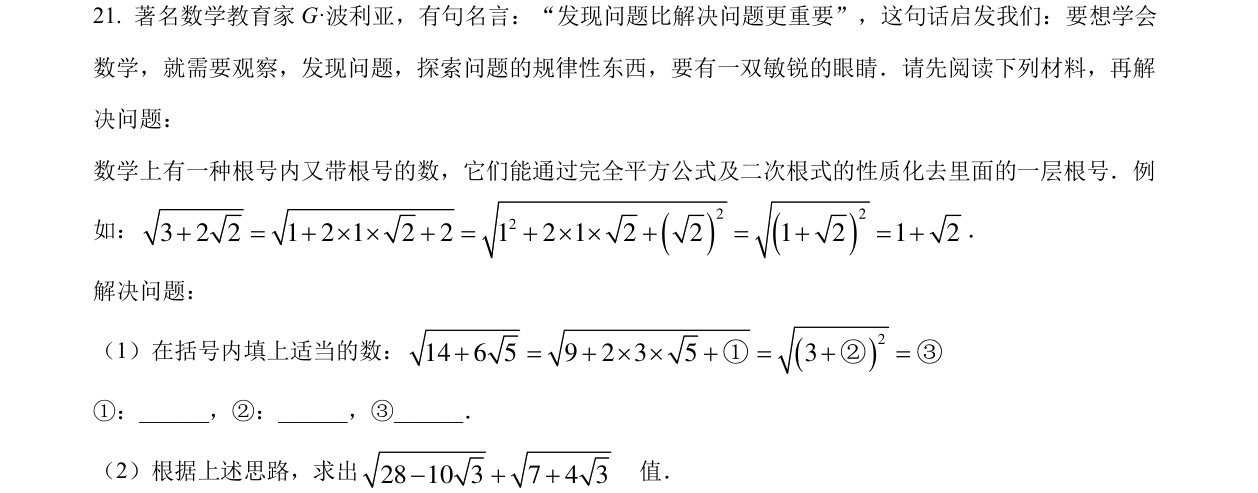 21. 著名数学教育家 G·波利亚，有句名言：“发现问题比解决问题更重要”，这句话启发我们：要想学会
数学，就需要观察，发现问题，探索问题的规律性东西，要有一双敏锐的眼睛．请先阅读下列材料，再解
决问题：
数学上有一种根号内又带根号的数，它们能通过完全平方公式及二次根式的性质化去里面的一层根号．例
如：√(3+2√2) = √(1+2×1×√2+2) = √(1²+2×1×√2+(√2)²) = √((1+√2)²) = 1+√2．
解决问题：
（1）在括号内填上适当的数：√(14+6√5) = √(9+2×3×√5+①) = √((3+②)²) = ③
①：______，②：______，③______．
（2）根据上述思路，求出√(28−10√3) + √(7+4√3) 值．